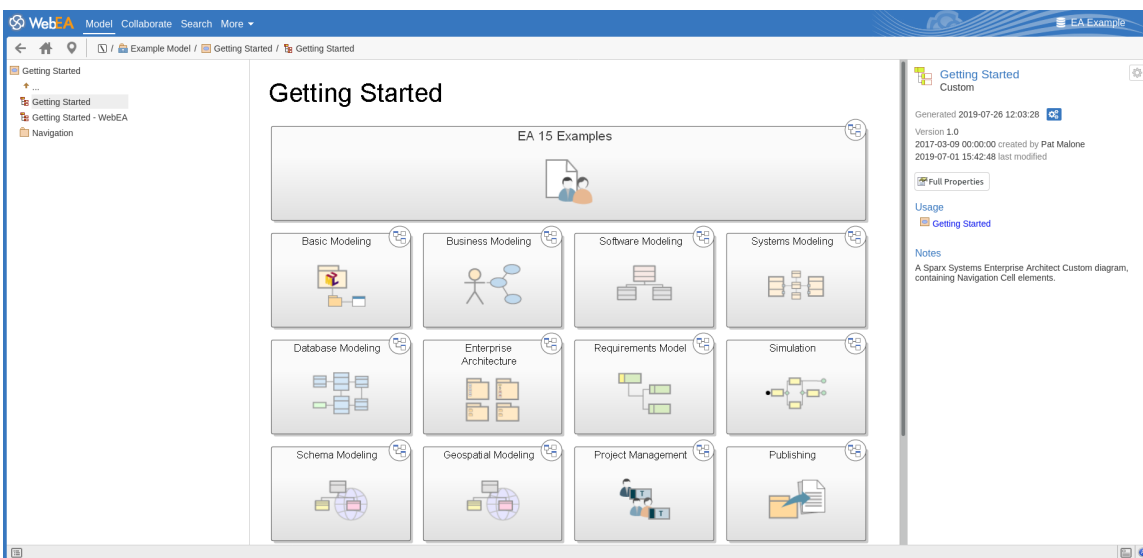 WebEA Model Collaborate Search More EA Example
/ Example Model / Getting Started / Getting Started
Getting Started
...
Getting Started
Getting Started - WebEA
Navigation
Getting Started
EA 15 Examples
Basic Modeling Business Modeling Software Modeling Systems Modeling
Database Modeling Enterprise Architecture Requirements Model Simulation
Schema Modeling Geospatial Modeling Project Management Publishing
T
T
Getting Started
Custom
Generated 2019-07-26 12:03:28
Version 1.0
2017-03-09 00:00:00 created by Pat Malone
2019-07-01 15:42:48 last modified
Full Properties
Usage
Getting Started
Notes
A Sparx Systems Enterprise Architect Custom diagram,
containing Navigation Cell elements.